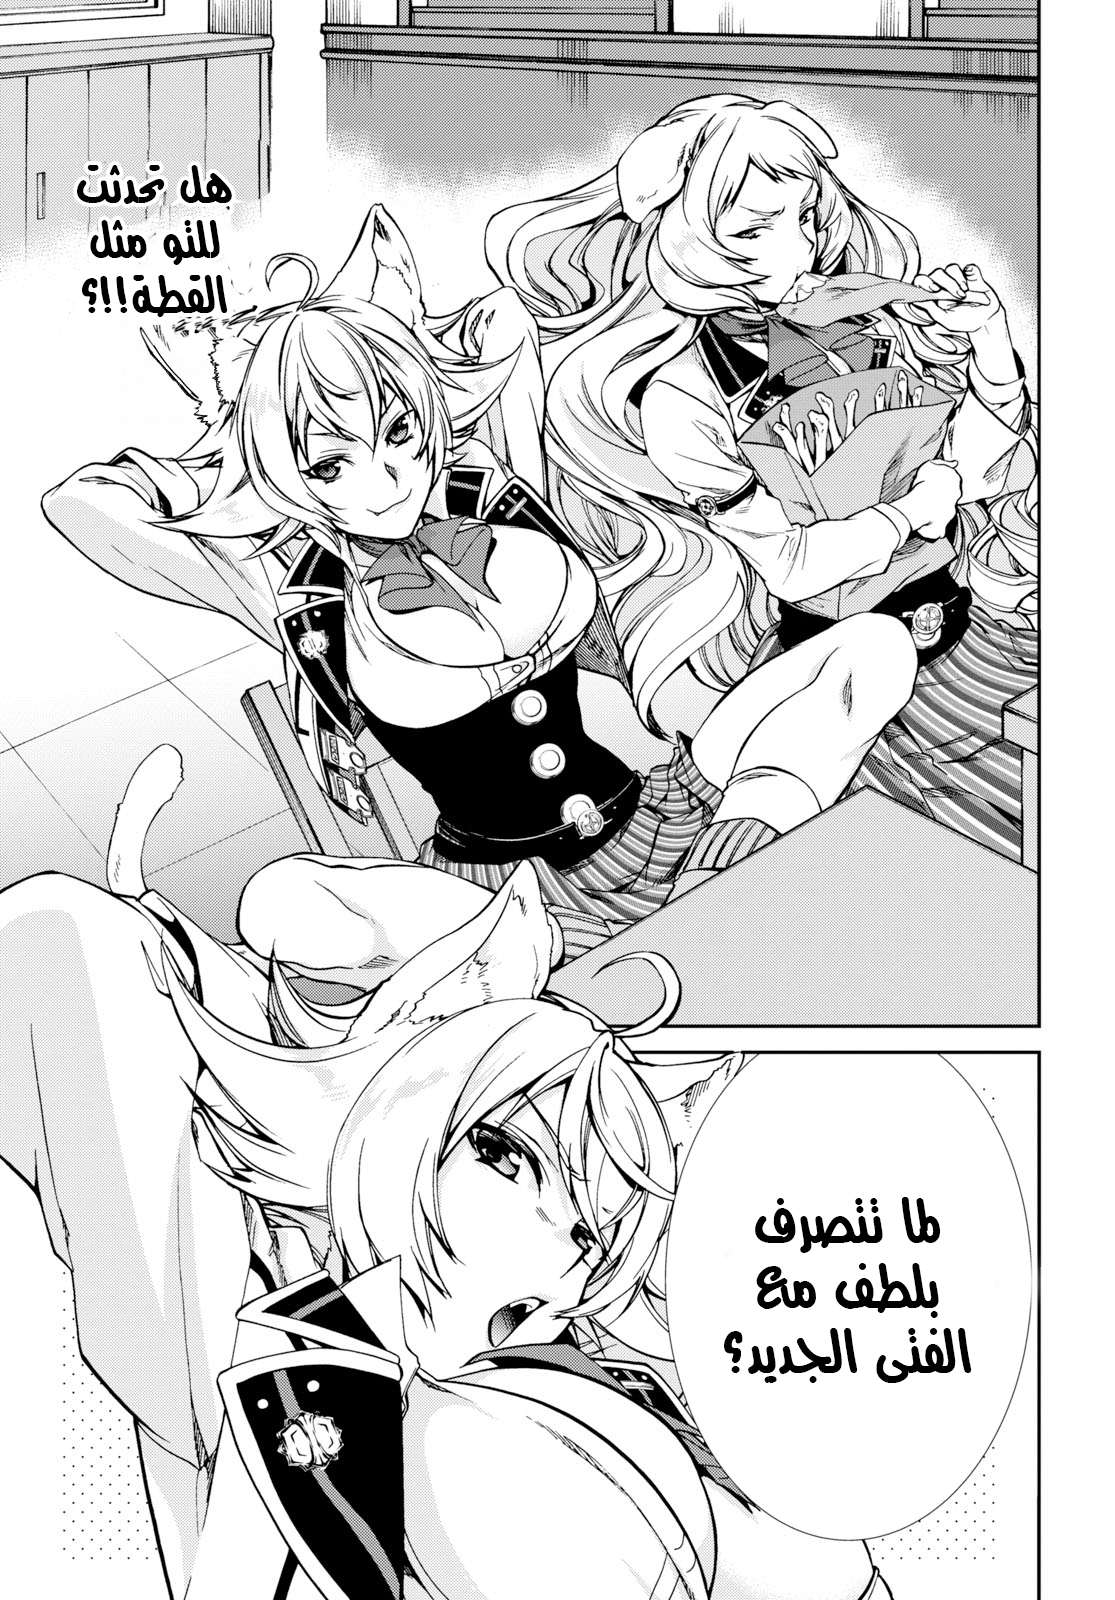 هل تحدثت
للتو مثل
القطة!!؟
لما تتصرف
بلطف مع
الفتى الجديد؟